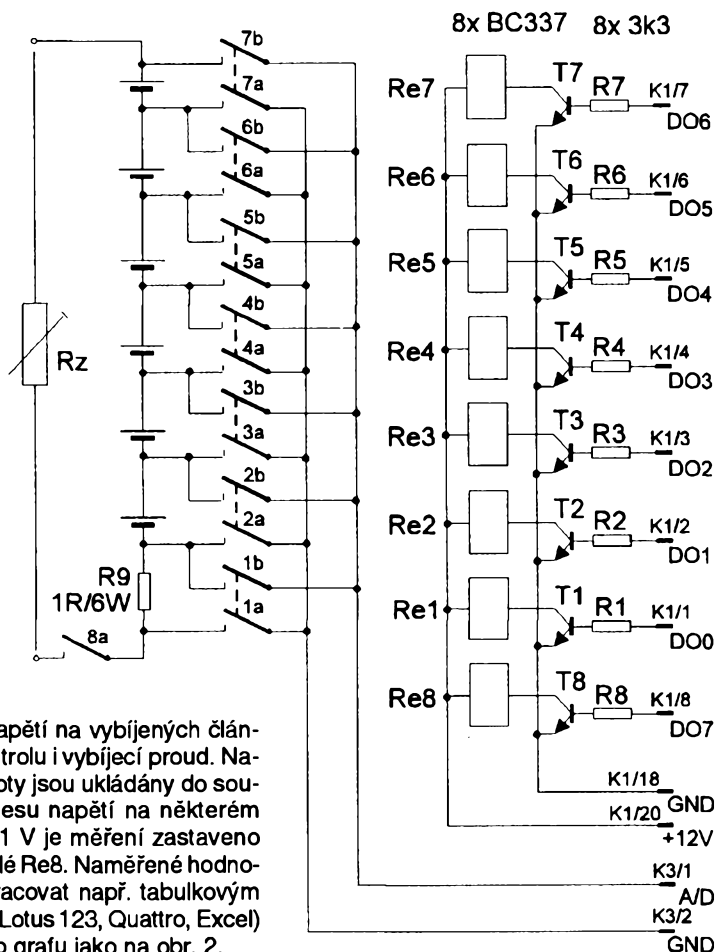 8x BC337 8x 3k3
7b
7a
6b
6a
5b
5a
4b
4a
3b
3a
2b
2a
1b
1a
Rz
R9
1R/6W
8a
Re7 T7 R7 K1/7
DO6
Re6 T6 R6 K1/6
DO5
Re5 T5 R5 K1/5
DO4
Re4 T4 R4 K1/4
DO3
Re3 T3 R3 K1/3
DO2
Re2 T2 R2 K1/2
DO1
Re1 T1 R1 K1/1
DO0
Re8 T8 R8 K1/8
DO7
K1/18
GND
K1/20
+12V
K3/1
A/D
K3/2
GND
apětí na vybíjených člán-
trolu i vybíjecí proud. Na-
oty jsou ukládány do sou-
esu napětí na některém
1 V je měření zastaveno
lé Re8. Naměřené hodno-
racovat např. tabulkovým
Lotus 123, Quattro, Excel)
o grafu jako na obr. 2.